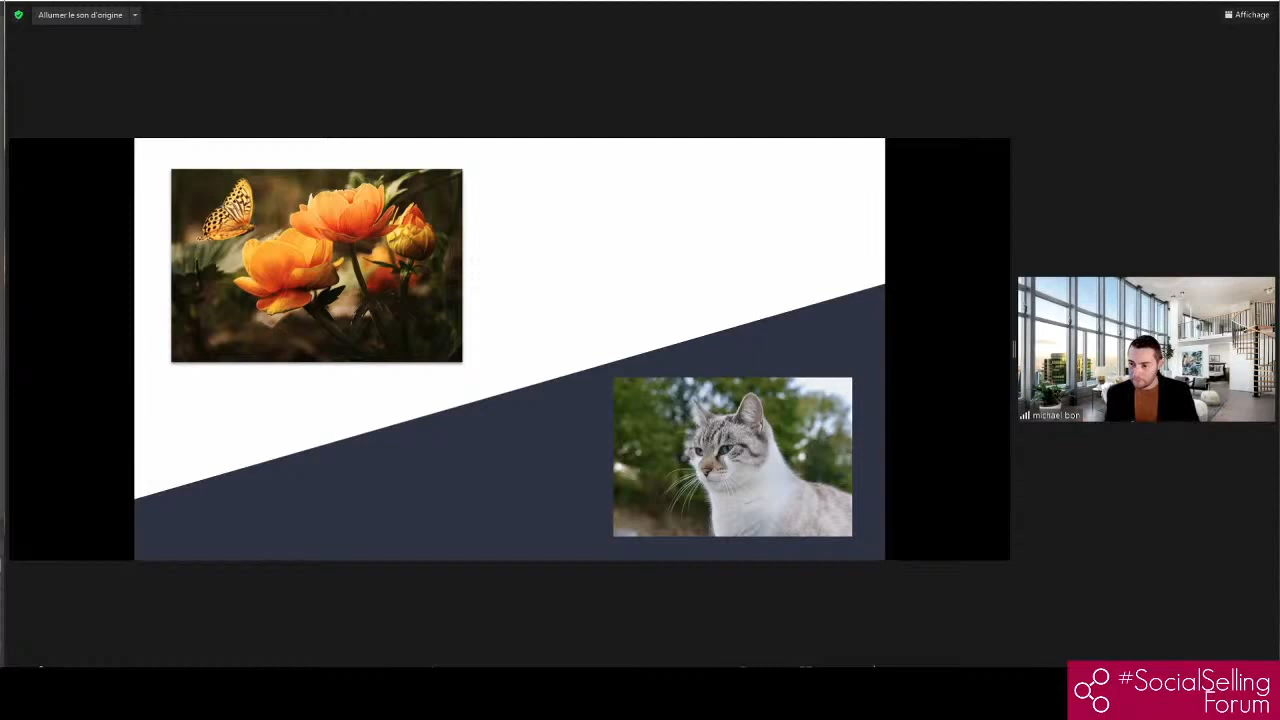 Allumer le son d'origine
Affichage
michael bon
#SocialSelling
Forum